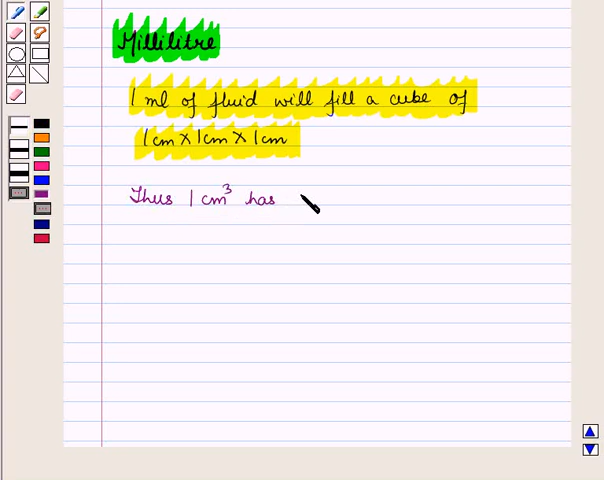 Millilitre
1 ml of fluid will fill a cube of
1cm × 1cm × 1cm
Thus 1 cm³ has